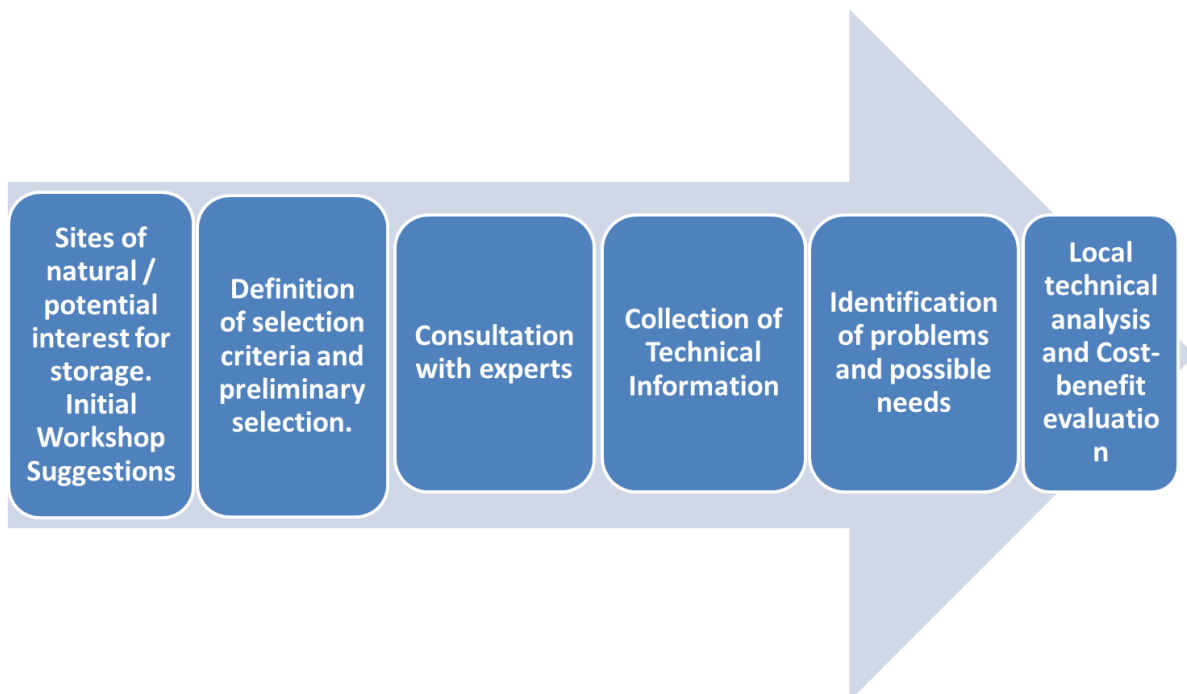 Sites of
natural /
potential
interest for
storage.
Initial
Workshop
Suggestions
Definition
of selection
criteria and
preliminary
selection.
Consultation
with experts
Collection of
Technical
Information
Identification
of problems
and possible
needs
Local
technical
analysis
and Cost-
benefit
evaluatio
n